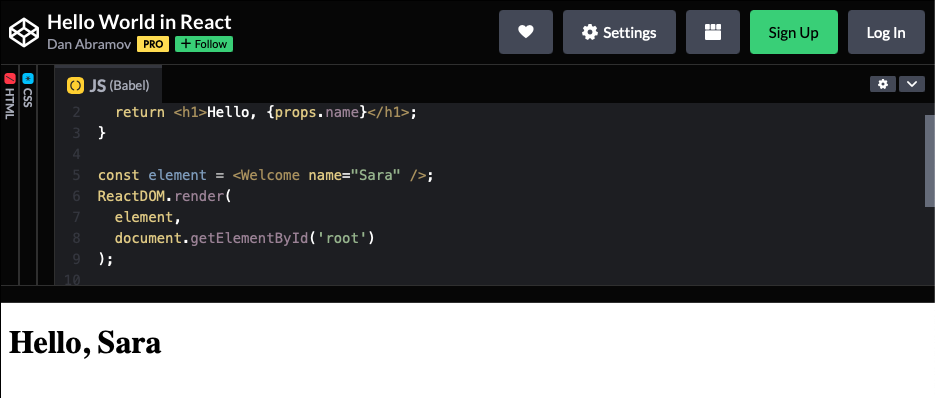 Hello World in React
Dan Abramov PRO + Follow
Settings
Sign Up
Log In
HTML
CSS
JS (Babel)
2   return <h1>Hello, {props.name}</h1>;
3 }
4
5 const element = <Welcome name="Sara" />;
6 ReactDOM.render(
7   element,
8   document.getElementById('root')
9 );
10
Hello, Sara